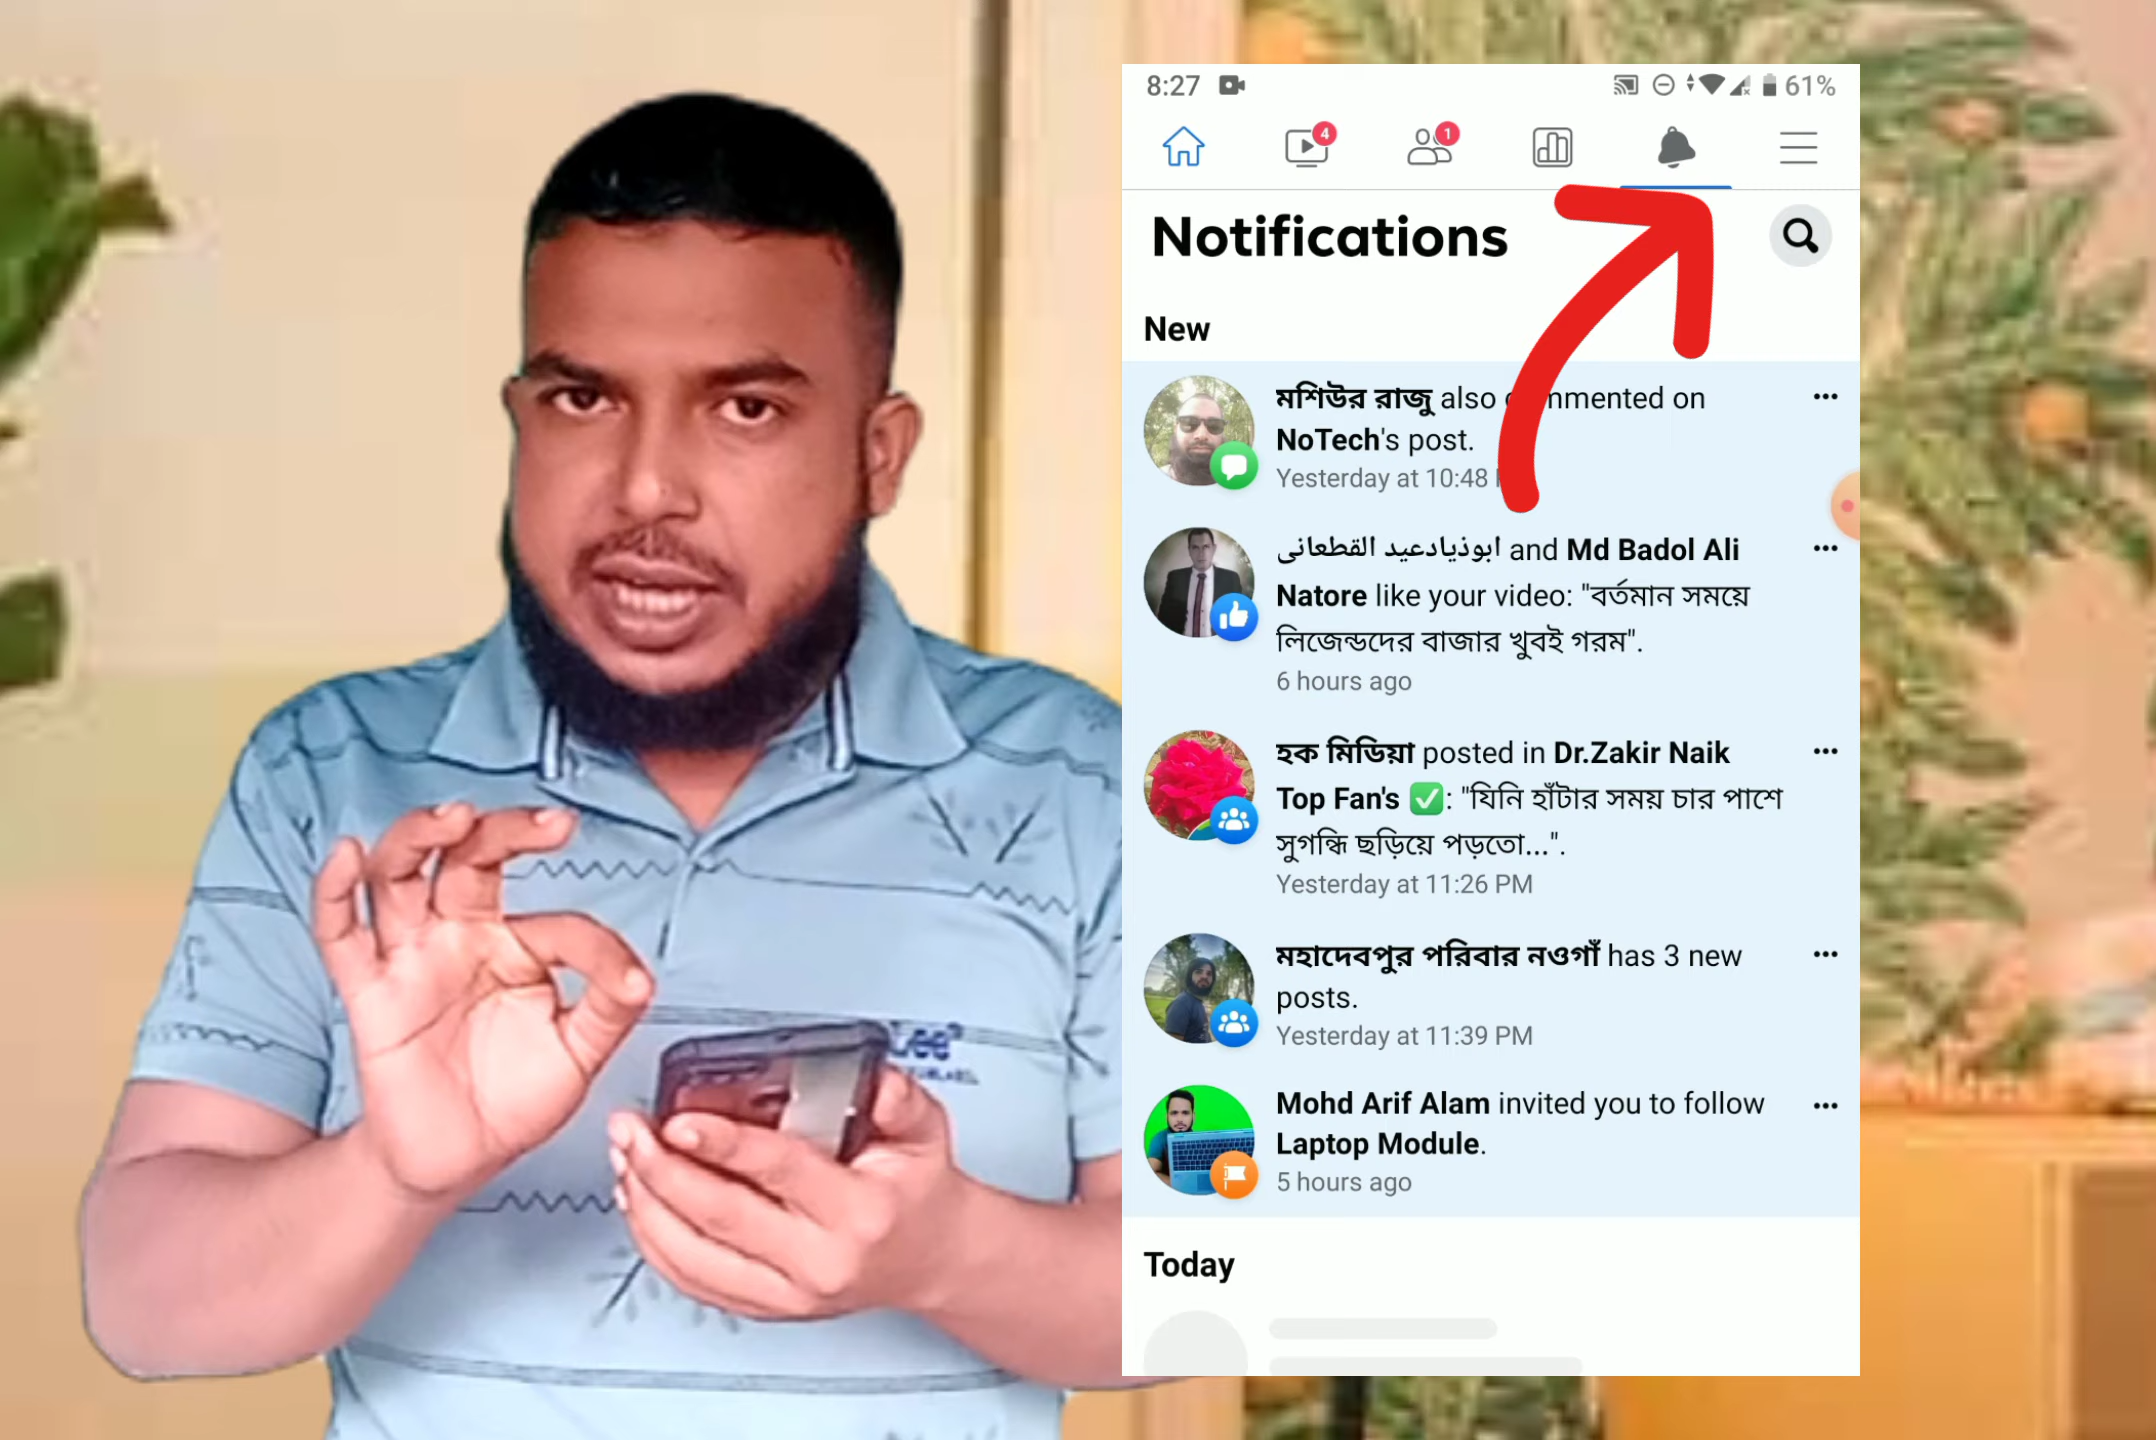 8:27
61%
4
1
Notifications
New
মশিউর রাজু also commented on
NoTech's post.
Yesterday at 10:48
ابوذيادعيد القطعانى and Md Badol Ali
Natore like your video: "বর্তমান সময়ে
লিজেন্ডদের বাজার খুবই গরম".
6 hours ago
হক মিডিয়া posted in Dr.Zakir Naik
Top Fan's ✅: "যিনি হাঁটার সময় চার পাশে
সুগন্ধি ছড়িয়ে পড়তো...".
Yesterday at 11:26 PM
মহাদেবপুর পরিবার নওগাঁ has 3 new
posts.
Yesterday at 11:39 PM
Mohd Arif Alam invited you to follow
Laptop Module.
5 hours ago
Today
Lee